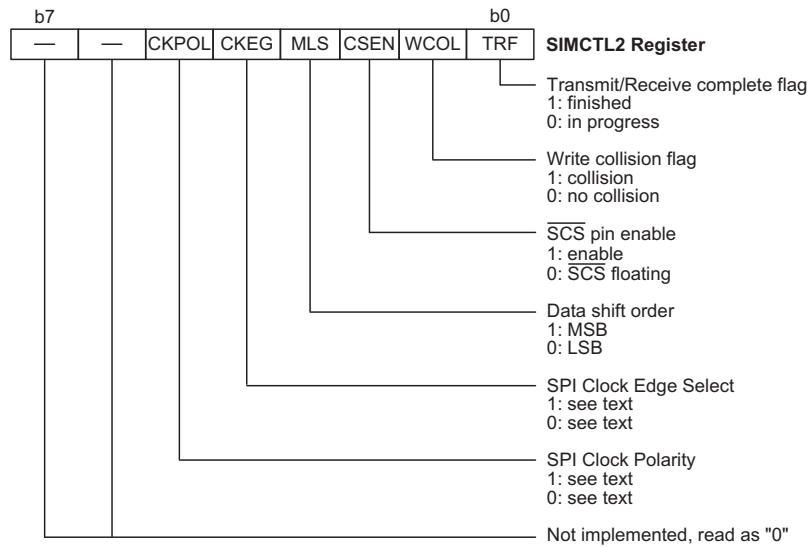 b7 b0
— — CKPOL CKEG MLS CSEN WCOL TRF SIMCTL2 Register
Transmit/Receive complete flag
1: finished
0: in progress
Write collision flag
1: collision
0: no collision
SCS pin enable
1: enable
0: SCS floating
Data shift order
1: MSB
0: LSB
SPI Clock Edge Select
1: see text
0: see text
SPI Clock Polarity
1: see text
0: see text
Not implemented, read as "0"